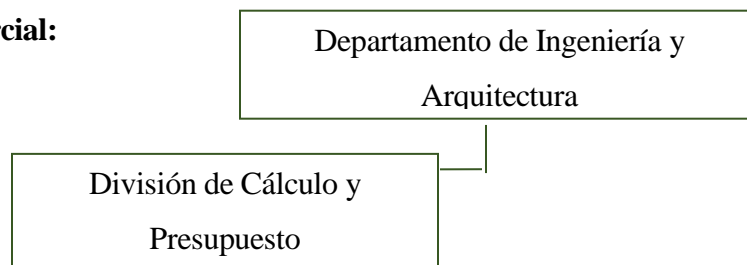 rcial:
Departamento de Ingeniería y
Arquitectura
División de Cálculo y
Presupuesto